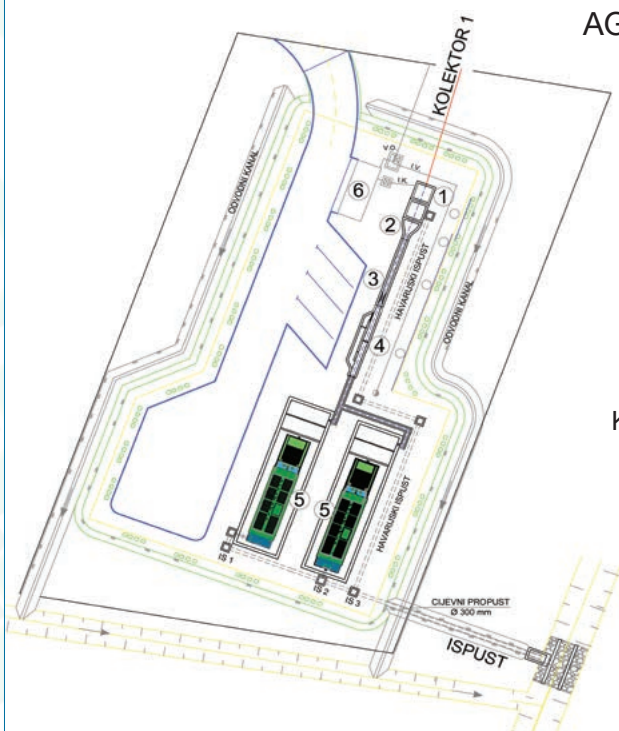 AG
KOLEKTOR 1
ODVODNI KANAL
V.O.
I.V.
I.K.
1
6
2
3
HAVARIJSKI ISPUST
ODVODNI KANAL
4
K
5
5
HAVARIJSKI ISPUST
IS 1
IS 2
IS 3
CIJEVNI PROPUST
Ø 300 mm
ISPUST